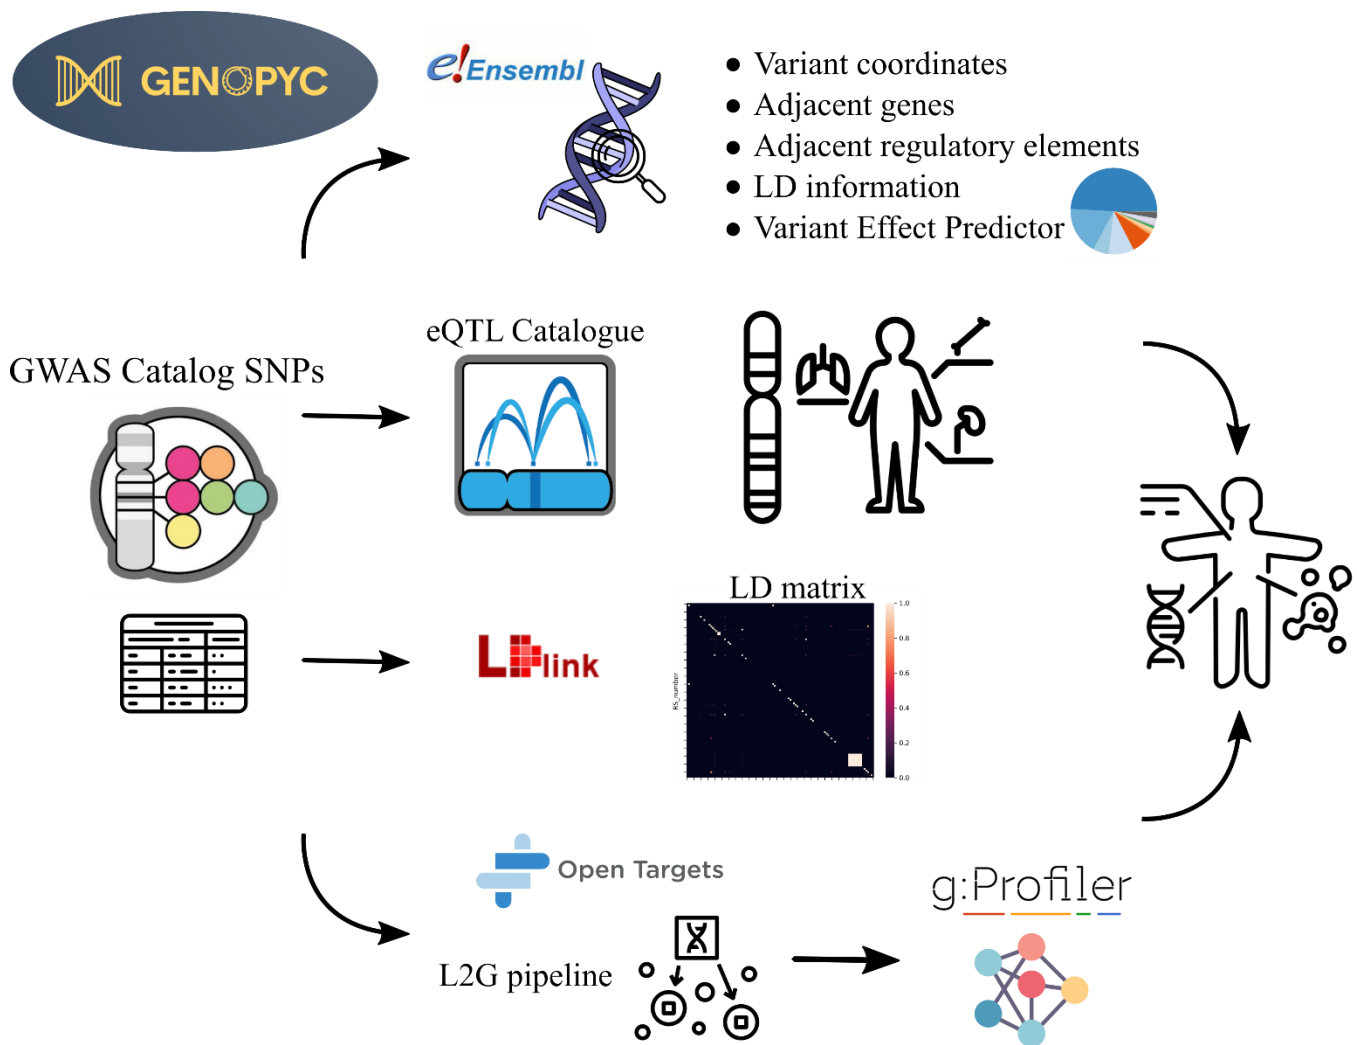 GENOPYC
e!Ensembl
● Variant coordinates
● Adjacent genes
● Adjacent regulatory elements
● LD information
● Variant Effect Predictor
GWAS Catalog SNPs
eQTL Catalogue
LDlink
LD matrix
RS_number
1.0
0.8
0.6
0.4
0.2
0.0
Open Targets
L2G pipeline
g:Profiler